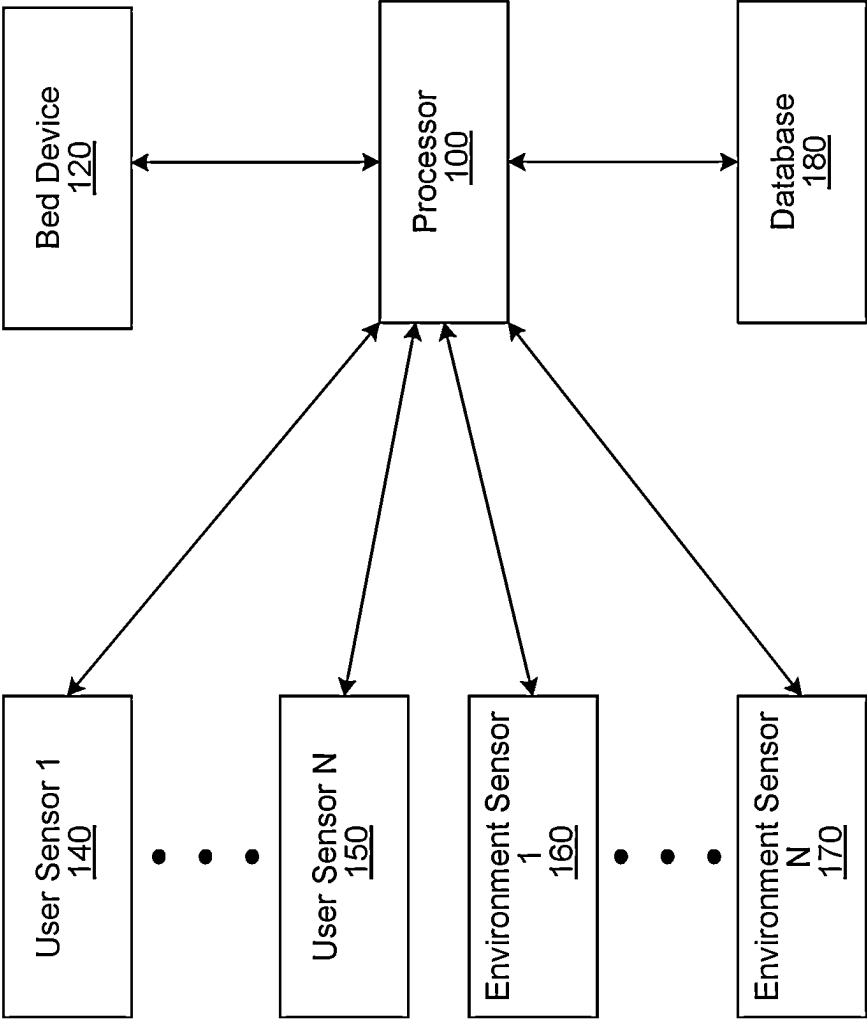 User Sensor 1
140
User Sensor N
150
Environment Sensor
1
160
Environment Sensor
N
170
Bed Device
120
Processor
100
Database
180